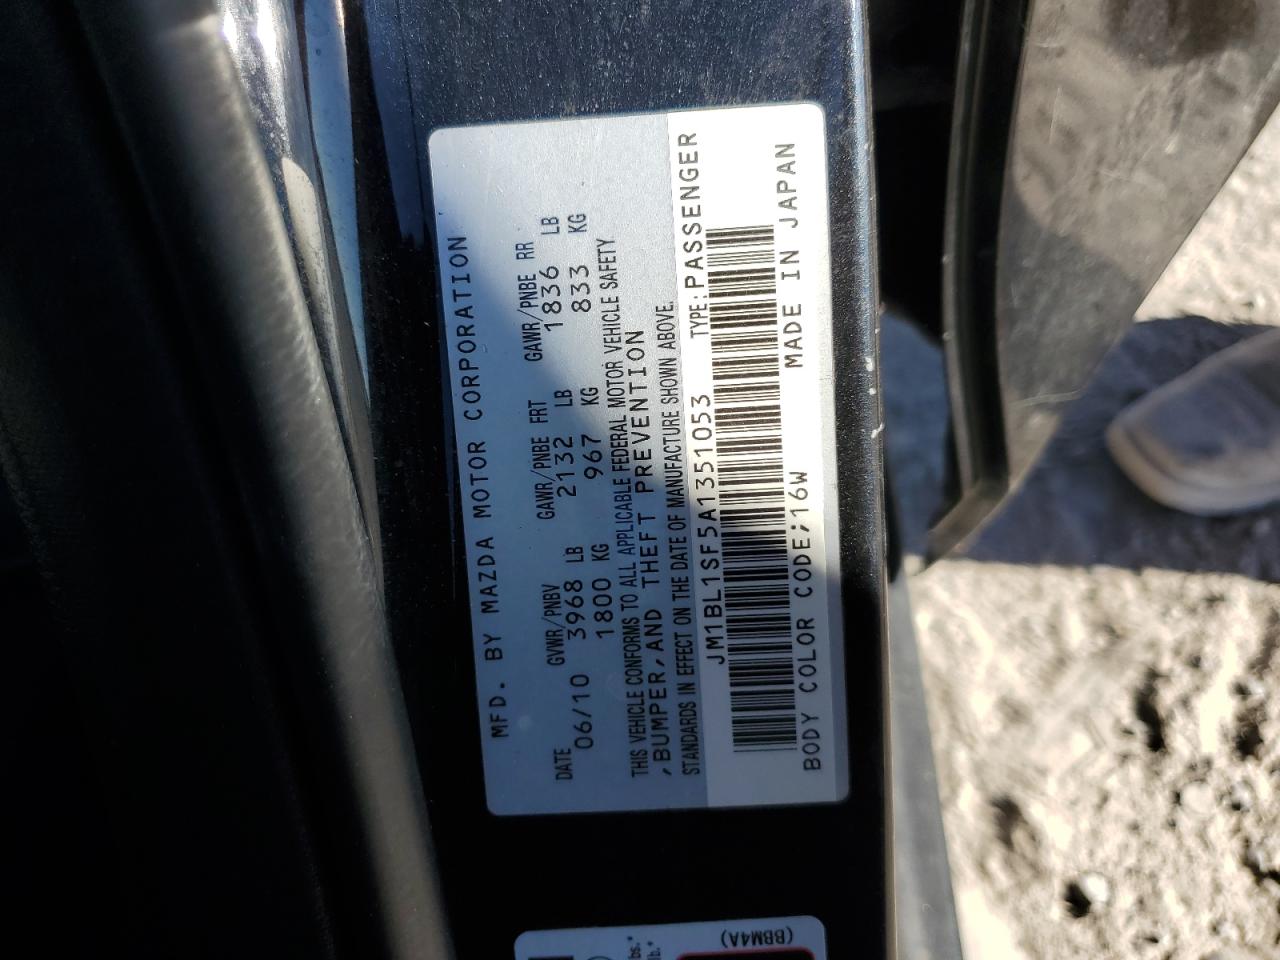 MFD. BY MAZDA MOTOR CORPORATION
DATE GVWR/PNBV GAWR/PNBE FRT GAWR/PNBE RR
06/10 3968 LB 2132 LB 1836 LB
1800 KG 967 KG 833 KG
THIS VEHICLE CONFORMS TO ALL APPLICABLE FEDERAL MOTOR VEHICLE SAFETY
,BUMPER,AND THEFT PREVENTION
STANDARDS IN EFFECT ON THE DATE OF MANUFACTURE SHOWN ABOVE.
JM1BL1SF5A1351053 TYPE:PASSENGER
BODY COLOR CODE;16W MADE IN JAPAN
(BBM4A)
lb.*
bs.*